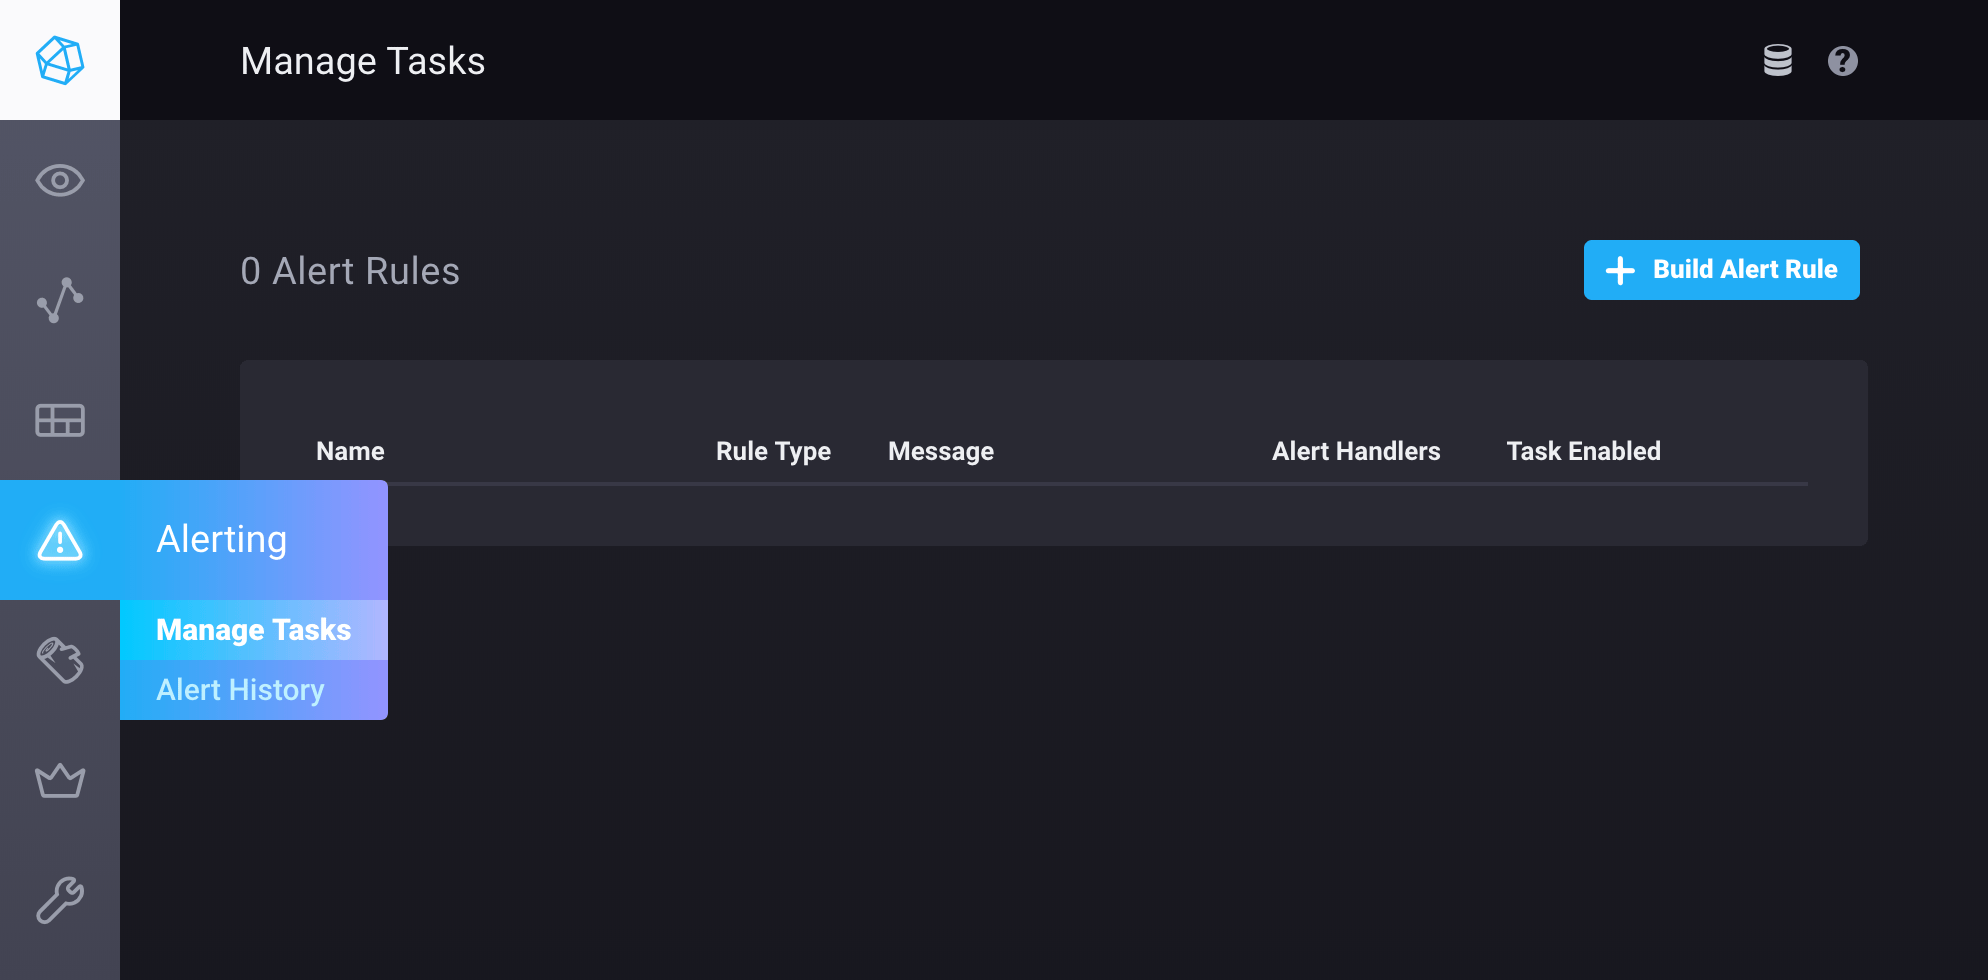 Manage Tasks
0 Alert Rules
Build Alert Rule
Name Rule Type Message Alert Handlers Task Enabled
Alerting
Manage Tasks
Alert History